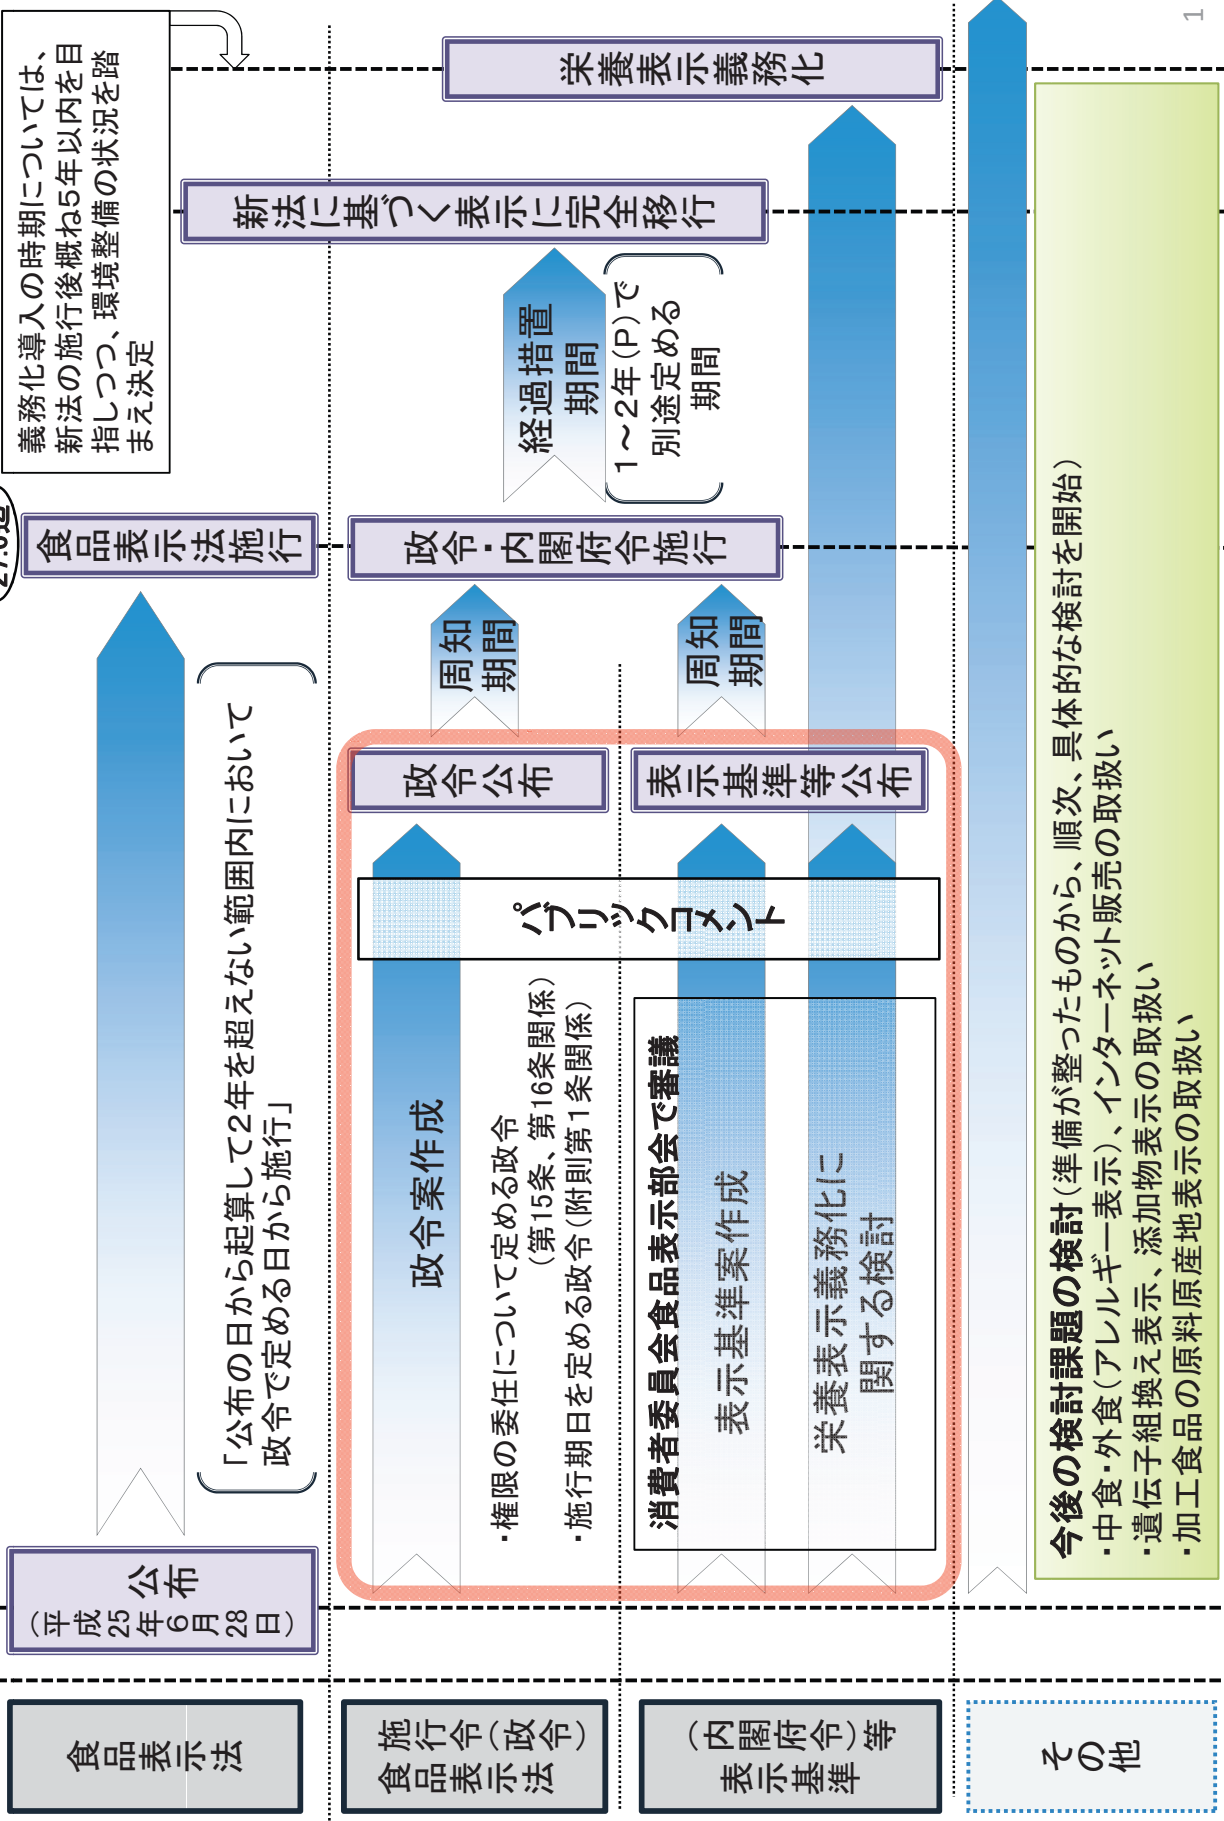 食品表示法
公布
(平成25年6月28日)
「公布の日から起算して2年を超えない範囲内において
政令で定める日から施行」
食品表示法施行
義務化導入の時期については、
新法の施行後概ね5年以内を目
指しつつ、環境整備の状況を踏
まえ決定
食品表示法
施行令(政令)
政令案作成
・権限の委任について定める政令
(第15条、第16条関係)
・施行期日を定める政令(附則第1条関係)
パブリックコメント
政令公布
周知
期間
政令・内閣府令施行
経過措置
期間
1~2年(P)で
別途定める
期間
新法に基づく表示に完全移行
栄養表示義務化
表示基準
(内閣府令)等
消費者委員会食品表示部会で審議
表示基準案作成
栄養表示義務化に
関する検討
表示基準等公布
周知
期間
その他
今後の検討課題の検討(準備が整ったものから、順次、具体的な検討を開始)
・中食・外食(アレルギー表示)、インターネット販売の取扱い
・遺伝子組換え表示、添加物表示の取扱い
・加工食品の原料原産地表示の取扱い
1